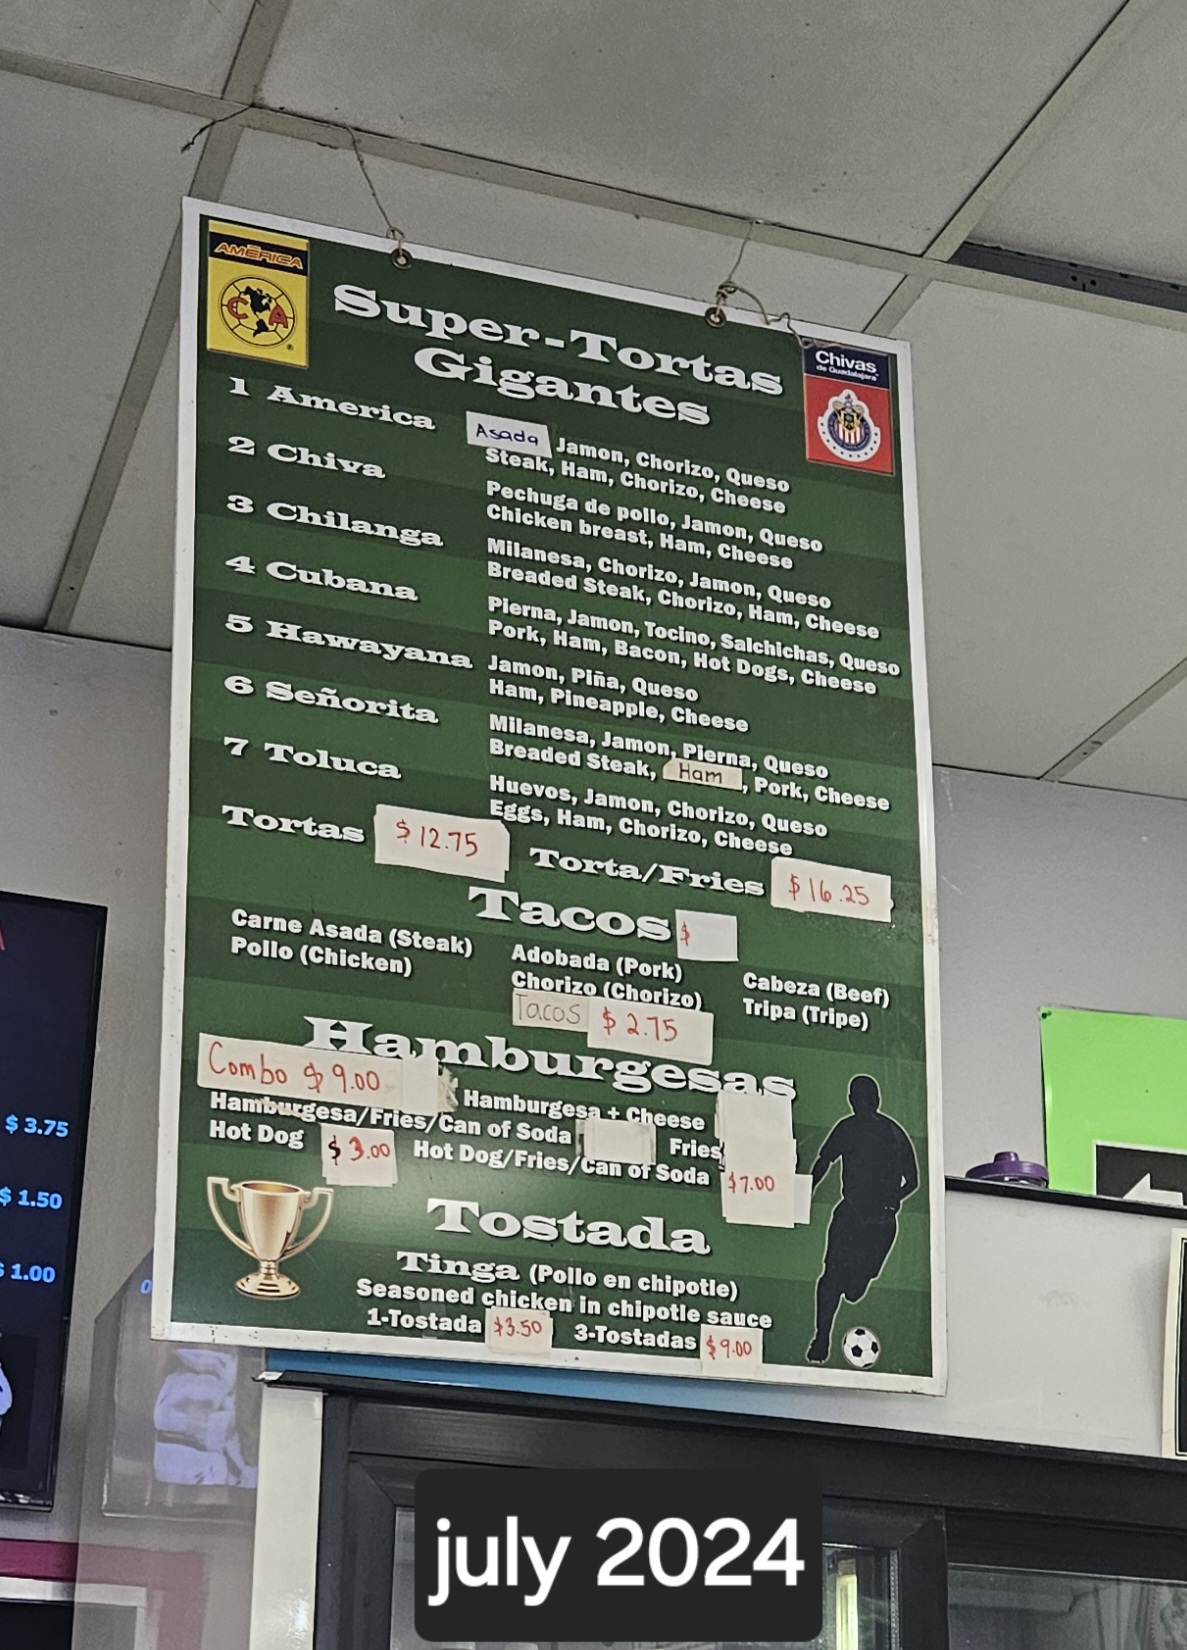 AMÉRICA
CA
Chivas
de Guadalajara
Super-Tortas
Gigantes
1 America
Asada Jamon, Chorizo, Queso
Steak, Ham, Chorizo, Cheese
2 Chiva
Pechuga de pollo, Jamon, Queso
Chicken breast, Ham, Cheese
3 Chilanga
Milanesa, Chorizo, Jamon, Queso
Breaded Steak, Chorizo, Ham, Cheese
4 Cubana
Pierna, Jamon, Tocino, Salchichas, Queso
Pork, Ham, Bacon, Hot Dogs, Cheese
5 Hawayana
Jamon, Piña, Queso
Ham, Pineapple, Cheese
6 Señorita
Milanesa, Jamon, Pierna, Queso
Breaded Steak, Ham, Pork, Cheese
7 Toluca
Huevos, Jamon, Chorizo, Queso
Eggs, Ham, Chorizo, Cheese
Tortas $12.75 Torta/Fries $16.25
Tacos $
Carne Asada (Steak) Adobada (Pork) Cabeza (Beef)
Pollo (Chicken) Chorizo (Chorizo) Tripa (Tripe)
Tacos $2.75
Hamburgesas
Combo $9.00 Hamburgesa + Cheese
Hamburgesa/Fries/Can of Soda Fries
Hot Dog $3.00 Hot Dog/Fries/Can of Soda $7.00
Tostada
Tinga (Pollo en chipotle)
Seasoned chicken in chipotle sauce
1-Tostada $3.50 3-Tostadas $9.00
$ 3.75
$ 1.50
$ 1.00
july 2024